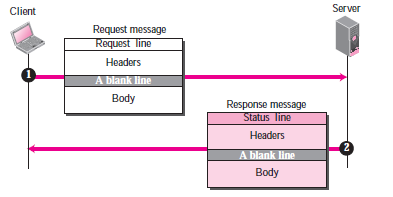 Client
Server
Request message
Request line
Headers
1
A blank line
Body
Response message
Status line
Headers
A blank line
2
Body